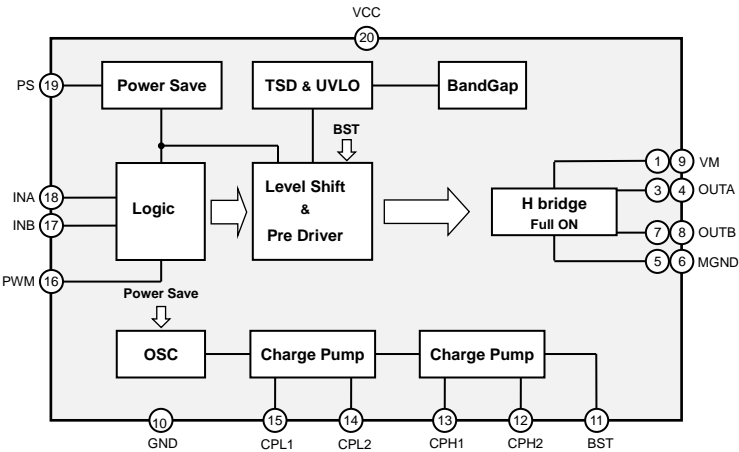 VCC
20
PS 19
Power Save
TSD & UVLO
BandGap
BST
1 9 VM
INA 18
Logic
Level Shift
&
Pre Driver
H bridge
Full ON
3 4 OUTA
INB 17
7 8 OUTB
5 6 MGND
PWM 16
Power Save
OSC
Charge Pump
Charge Pump
10
15
14
13
12
11
GND
CPL1
CPL2
CPH1
CPH2
BST